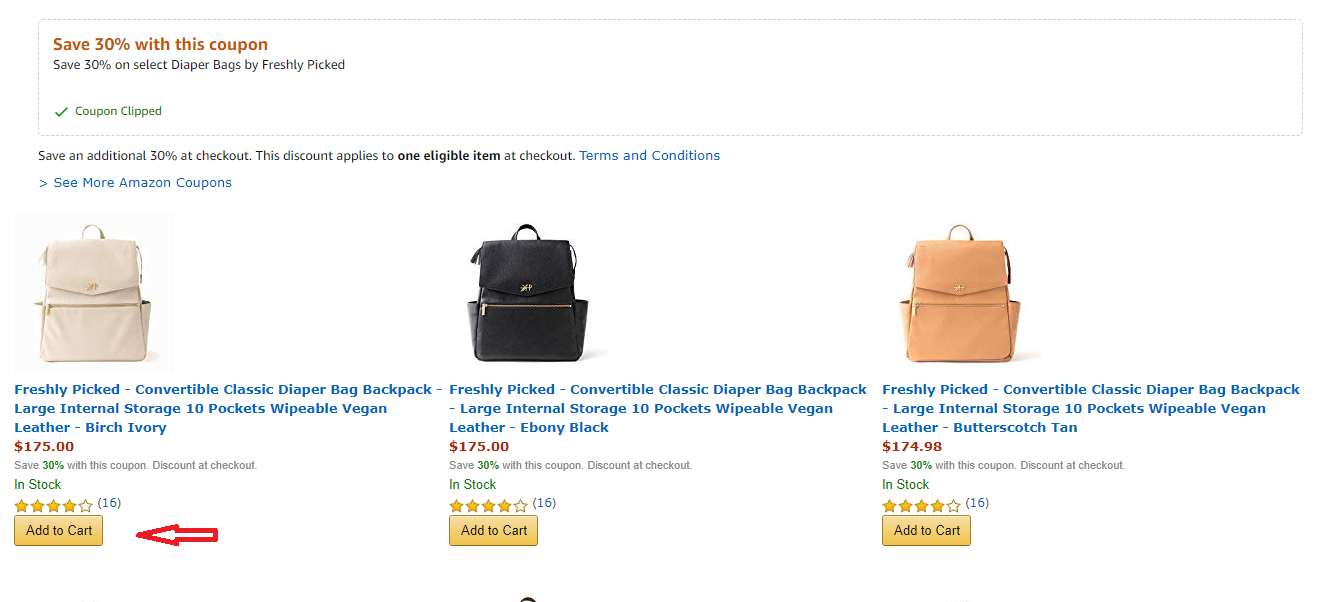 Save 30% with this coupon
Save 30% on select Diaper Bags by Freshly Picked
Coupon Clipped
Save an additional 30% at checkout. This discount applies to one eligible item at checkout. Terms and Conditions
> See More Amazon Coupons
Freshly Picked - Convertible Classic Diaper Bag Backpack -
Large Internal Storage 10 Pockets Wipeable Vegan
Leather - Birch Ivory
$175.00
Save 30% with this coupon. Discount at checkout.
In Stock
(16)
Add to Cart
Freshly Picked - Convertible Classic Diaper Bag Backpack
- Large Internal Storage 10 Pockets Wipeable Vegan
Leather - Ebony Black
$175.00
Save 30% with this coupon. Discount at checkout.
In Stock
(16)
Add to Cart
Freshly Picked - Convertible Classic Diaper Bag Backpack
- Large Internal Storage 10 Pockets Wipeable Vegan
Leather - Butterscotch Tan
$174.98
Save 30% with this coupon. Discount at checkout.
In Stock
(16)
Add to Cart